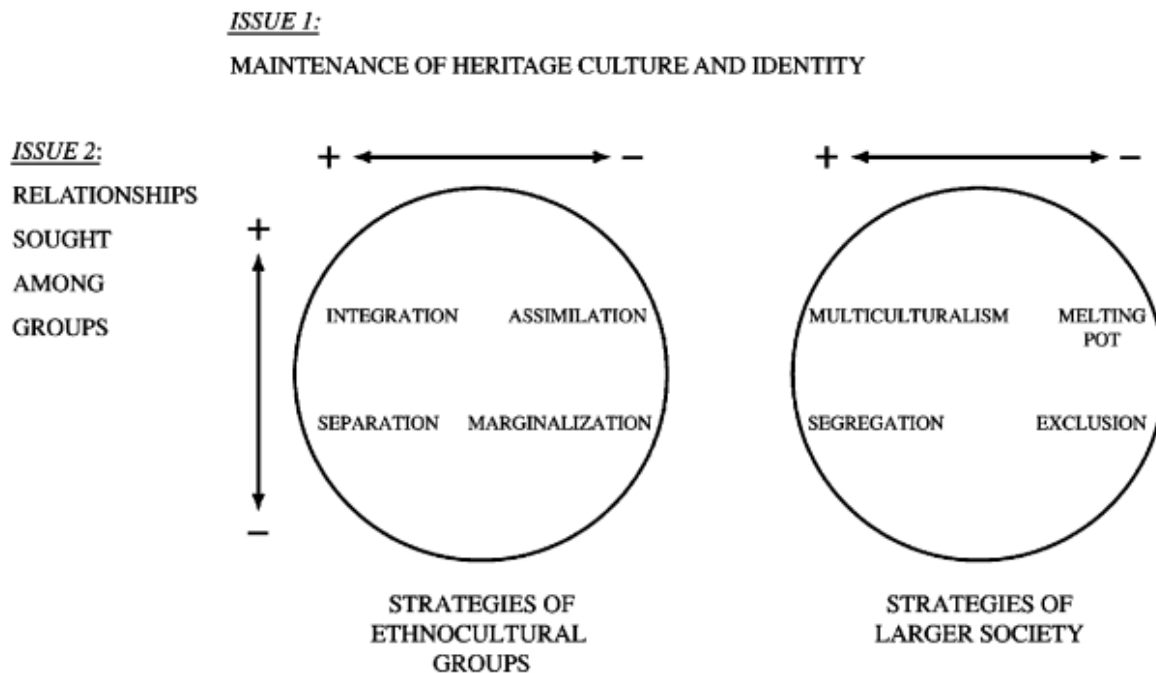 ISSUE 1:
MAINTENANCE OF HERITAGE CULTURE AND IDENTITY
ISSUE 2:
RELATIONSHIPS
SOUGHT
AMONG
GROUPS
+ −
+ −
+
−
INTEGRATION ASSIMILATION
SEPARATION MARGINALIZATION
MULTICULTURALISM MELTING
POT
SEGREGATION EXCLUSION
STRATEGIES OF
ETHNOCULTURAL
GROUPS
STRATEGIES OF
LARGER SOCIETY